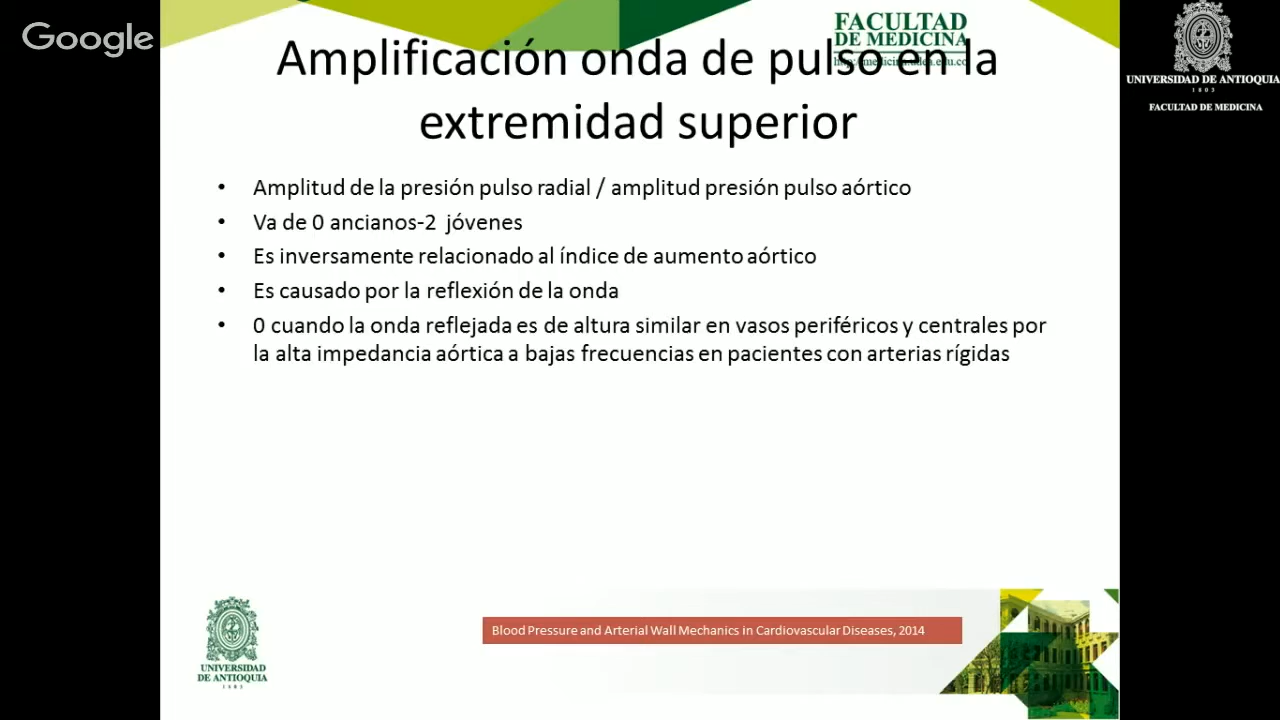 Google
FACULTAD
DE MEDICINA
Amplificación onda de pulso en la
extremidad superior
UNIVERSIDAD DE ANTIOQUIA
1803
FACULTAD DE MEDICINA
• Amplitud de la presión pulso radial / amplitud presión pulso aórtico
• Va de 0 ancianos-2 jóvenes
• Es inversamente relacionado al índice de aumento aórtico
• Es causado por la reflexión de la onda
• 0 cuando la onda reflejada es de altura similar en vasos periféricos y centrales por
la alta impedancia aórtica a bajas frecuencias en pacientes con arterias rígidas
Blood Pressure and Arterial Wall Mechanics in Cardiovascular Diseases, 2014
UNIVERSIDAD
DE ANTIOQUIA
1803